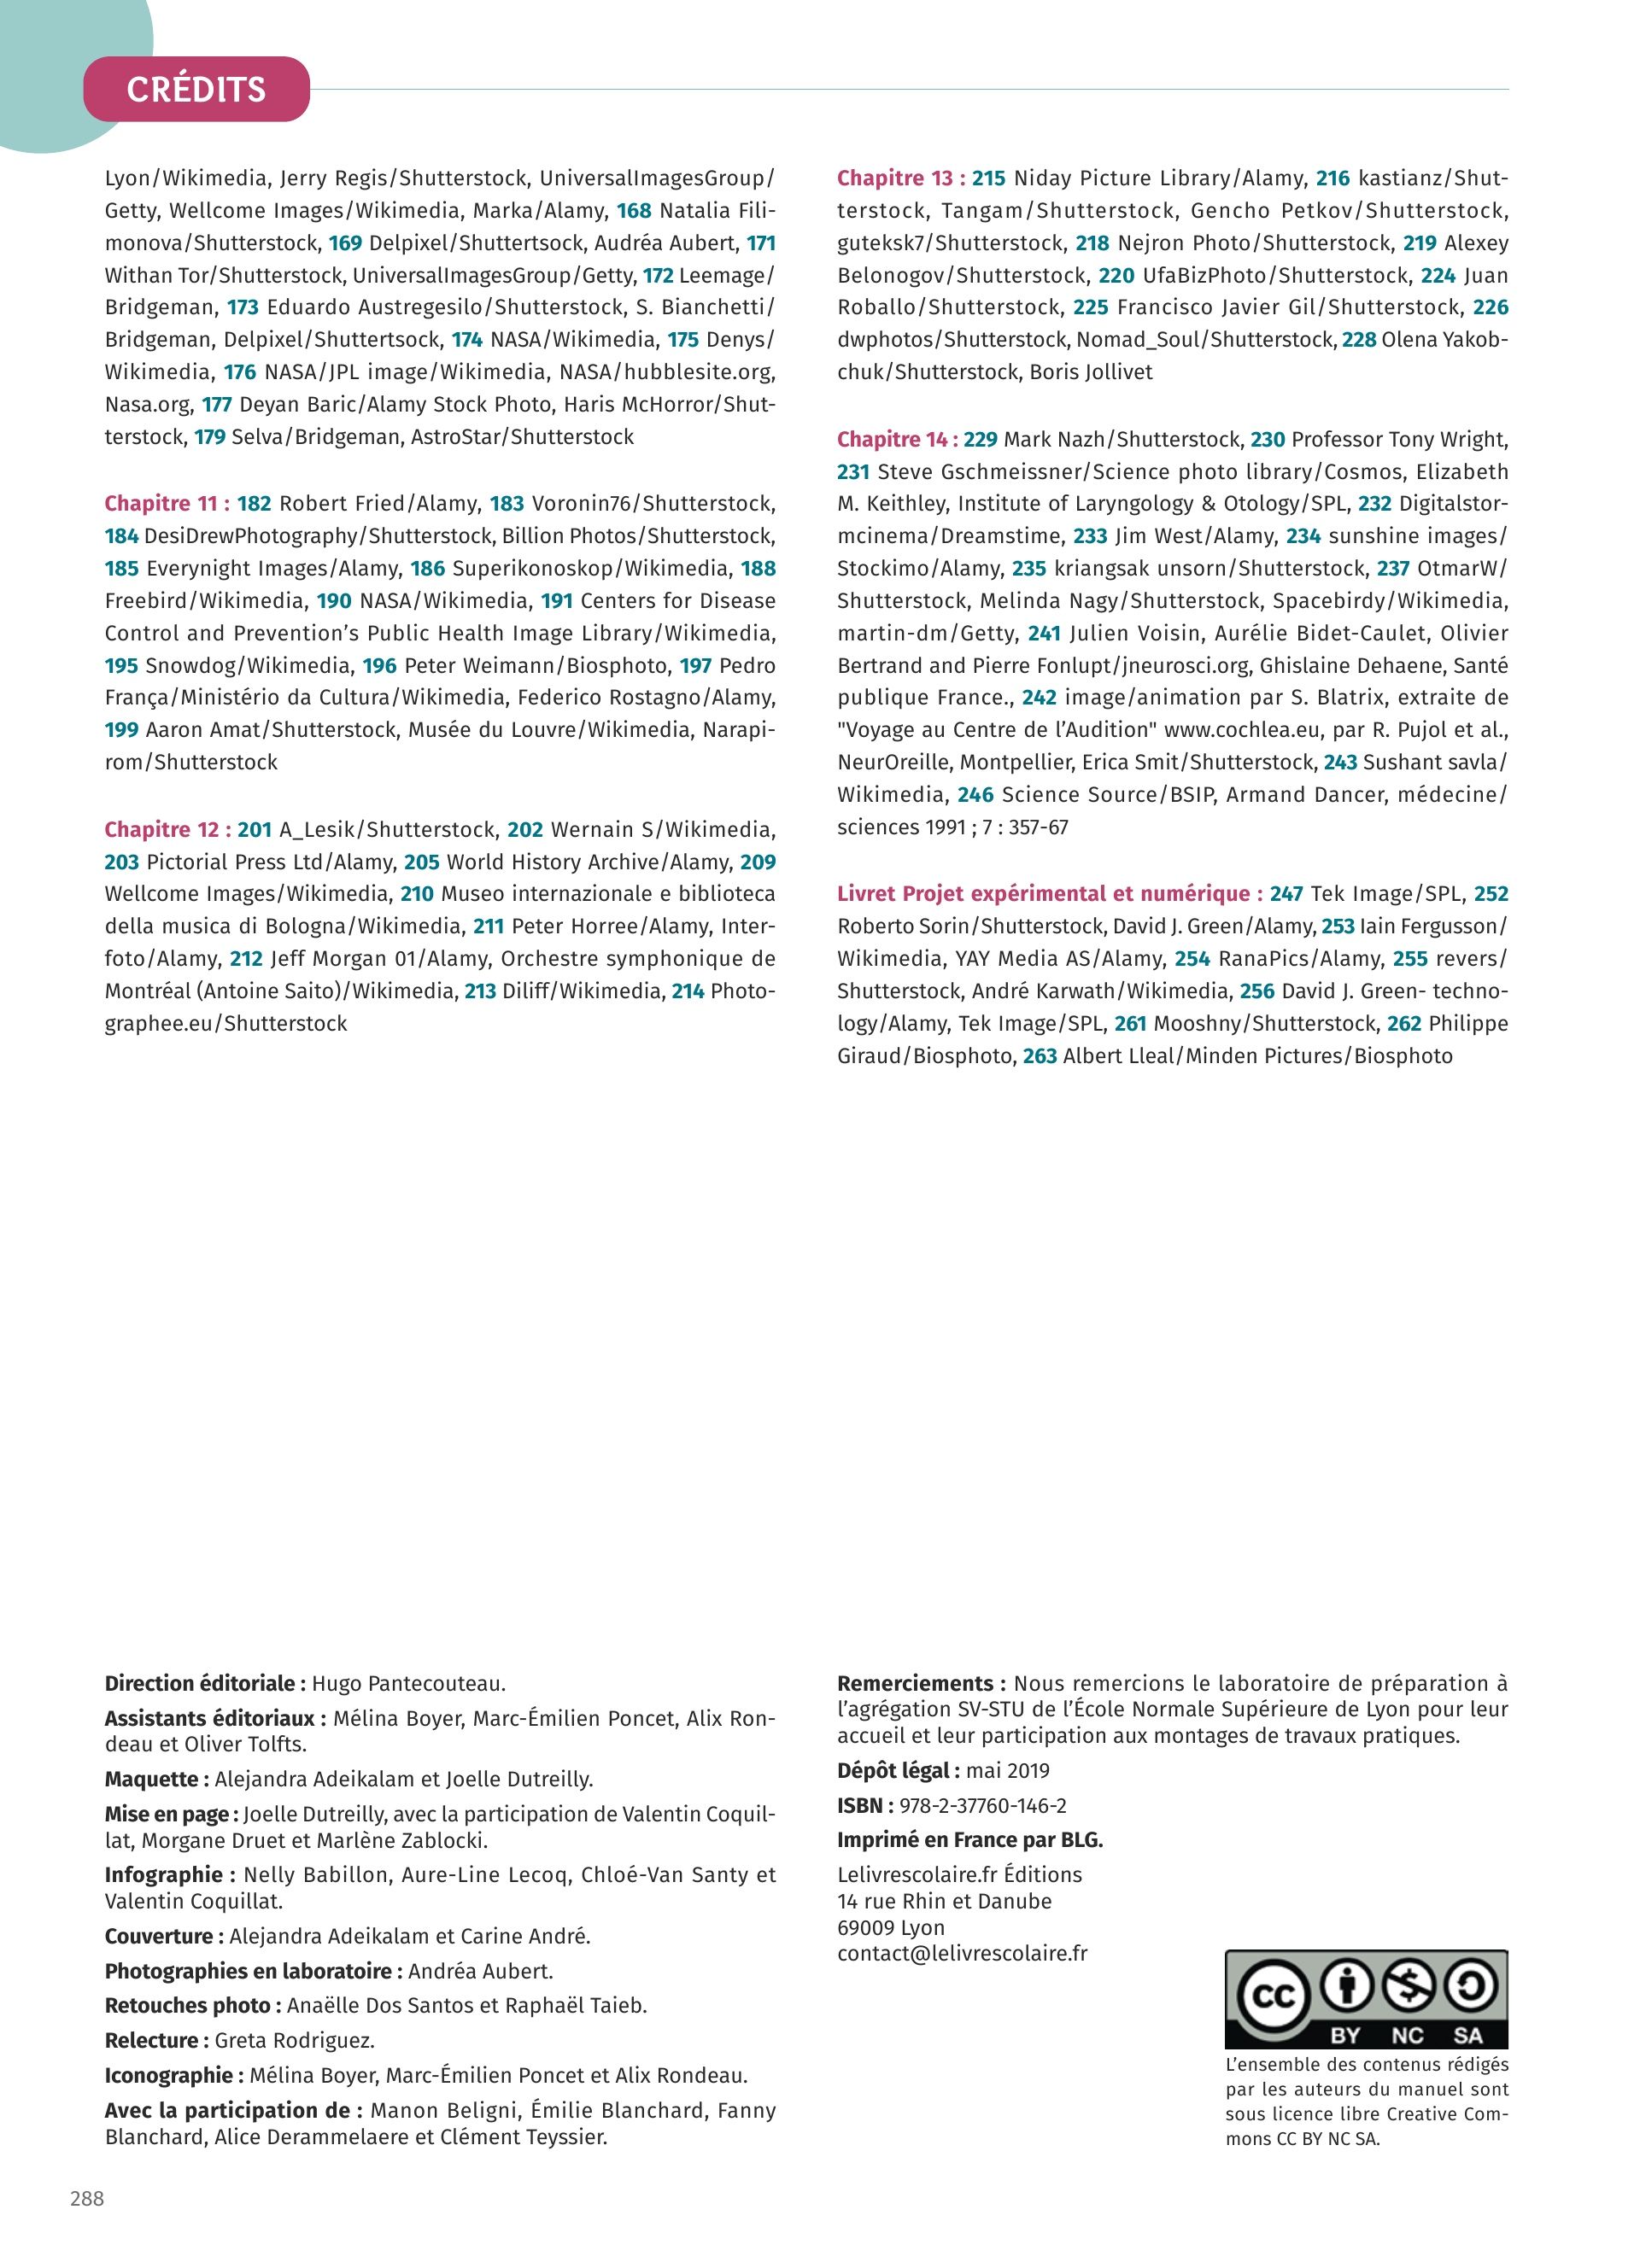 CRÉDITS
Lyon/Wikimedia, Jerry Regis/Shutterstock, UniversalImagesGroup/
Getty, Wellcome Images/Wikimedia, Marka/Alamy, 168 Natalia Fili-
monova/Shutterstock, 169 Delpixel/Shuttertsock, Audréa Aubert, 171
Withan Tor/Shutterstock, UniversalImagesGroup/Getty, 172 Leemage/
Bridgeman, 173 Eduardo Austregesilo/Shutterstock, S. Bianchetti/
Bridgeman, Delpixel/Shuttertsock, 174 NASA/Wikimedia, 175 Denys/
Wikimedia, 176 NASA/JPL image/Wikimedia, NASA/hubblesite.org,
Nasa.org, 177 Deyan Baric/Alamy Stock Photo, Haris McHorror/Shut-
terstock, 179 Selva/Bridgeman, AstroStar/Shutterstock
Chapitre 11 : 182 Robert Fried/Alamy, 183 Voronin76/Shutterstock,
184 DesiDrewPhotography/Shutterstock, Billion Photos/Shutterstock,
185 Everynight Images/Alamy, 186 Superikonoskop/Wikimedia, 188
Freebird/Wikimedia, 190 NASA/Wikimedia, 191 Centers for Disease
Control and Prevention’s Public Health Image Library/Wikimedia,
195 Snowdog/Wikimedia, 196 Peter Weimann/Biosphoto, 197 Pedro
França/Ministério da Cultura/Wikimedia, Federico Rostagno/Alamy,
199 Aaron Amat/Shutterstock, Musée du Louvre/Wikimedia, Narapi-
rom/Shutterstock
Chapitre 12 : 201 A_Lesik/Shutterstock, 202 Wernain S/Wikimedia,
203 Pictorial Press Ltd/Alamy, 205 World History Archive/Alamy, 209
Wellcome Images/Wikimedia, 210 Museo internazionale e biblioteca
della musica di Bologna/Wikimedia, 211 Peter Horree/Alamy, Inter-
foto/Alamy, 212 Jeff Morgan 01/Alamy, Orchestre symphonique de
Montréal (Antoine Saito)/Wikimedia, 213 Diliff/Wikimedia, 214 Photo-
graphee.eu/Shutterstock
Chapitre 13 : 215 Niday Picture Library/Alamy, 216 kastianz/Shut-
terstock, Tangam/Shutterstock, Gencho Petkov/Shutterstock,
guteksk7/Shutterstock, 218 Nejron Photo/Shutterstock, 219 Alexey
Belonogov/Shutterstock, 220 UfaBizPhoto/Shutterstock, 224 Juan
Roballo/Shutterstock, 225 Francisco Javier Gil/Shutterstock, 226
dwphotos/Shutterstock, Nomad_Soul/Shutterstock, 228 Olena Yakob-
chuk/Shutterstock, Boris Jollivet
Chapitre 14 : 229 Mark Nazh/Shutterstock, 230 Professor Tony Wright,
231 Steve Gschmeissner/Science photo library/Cosmos, Elizabeth
M. Keithley, Institute of Laryngology & Otology/SPL, 232 Digitalstor-
mcinema/Dreamstime, 233 Jim West/Alamy, 234 sunshine images/
Stockimo/Alamy, 235 kriangsak unsorn/Shutterstock, 237 OtmarW/
Shutterstock, Melinda Nagy/Shutterstock, Spacebirdy/Wikimedia,
martin-dm/Getty, 241 Julien Voisin, Aurélie Bidet-Caulet, Olivier
Bertrand and Pierre Fonlupt/jneurosci.org, Ghislaine Dehaene, Santé
publique France., 242 image/animation par S. Blatrix, extraite de
"Voyage au Centre de l’Audition" www.cochlea.eu, par R. Pujol et al.,
NeurOreille, Montpellier, Erica Smit/Shutterstock, 243 Sushant savla/
Wikimedia, 246 Science Source/BSIP, Armand Dancer, médecine/
sciences 1991 ; 7 : 357-67
Livret Projet expérimental et numérique : 247 Tek Image/SPL, 252
Roberto Sorin/Shutterstock, David J. Green/Alamy, 253 Iain Fergusson/
Wikimedia, YAY Media AS/Alamy, 254 RanaPics/Alamy, 255 revers/
Shutterstock, André Karwath/Wikimedia, 256 David J. Green- techno-
logy/Alamy, Tek Image/SPL, 261 Mooshny/Shutterstock, 262 Philippe
Giraud/Biosphoto, 263 Albert Lleal/Minden Pictures/Biosphoto
Direction éditoriale : Hugo Pantecouteau.
Assistants éditoriaux : Mélina Boyer, Marc-Émilien Poncet, Alix Ron-
deau et Oliver Tolfts.
Maquette : Alejandra Adeikalam et Joelle Dutreilly.
Mise en page : Joelle Dutreilly, avec la participation de Valentin Coquil-
lat, Morgane Druet et Marlène Zablocki.
Infographie : Nelly Babillon, Aure-Line Lecoq, Chloé-Van Santy et
Valentin Coquillat.
Couverture : Alejandra Adeikalam et Carine André.
Photographies en laboratoire : Andréa Aubert.
Retouches photo : Anaëlle Dos Santos et Raphaël Taieb.
Relecture : Greta Rodriguez.
Iconographie : Mélina Boyer, Marc-Émilien Poncet et Alix Rondeau.
Avec la participation de : Manon Beligni, Émilie Blanchard, Fanny
Blanchard, Alice Derammelaere et Clément Teyssier.
Remerciements : Nous remercions le laboratoire de préparation à
l’agrégation SV-STU de l’École Normale Supérieure de Lyon pour leur
accueil et leur participation aux montages de travaux pratiques.
Dépôt légal : mai 2019
ISBN : 978-2-37760-146-2
Imprimé en France par BLG.
Lelivrescolaire.fr Éditions
14 rue Rhin et Danube
69009 Lyon
contact@lelivrescolaire.fr
CC
BY NC SA
L’ensemble des contenus rédigés
par les auteurs du manuel sont
sous licence libre Creative Com-
mons CC BY NC SA.
288